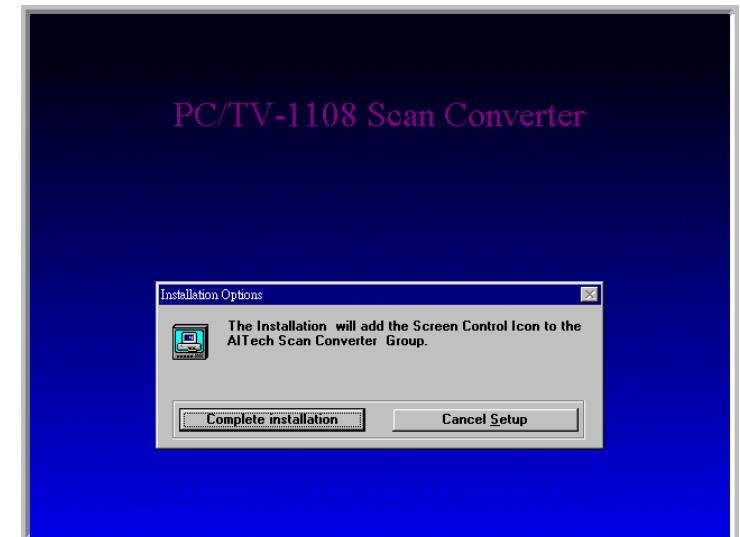 PC/TV-1108 Scan Converter
Installation Options
The Installation  will add the Screen Control Icon to the
AITech Scan Converter  Group.
Complete installation
Cancel Setup